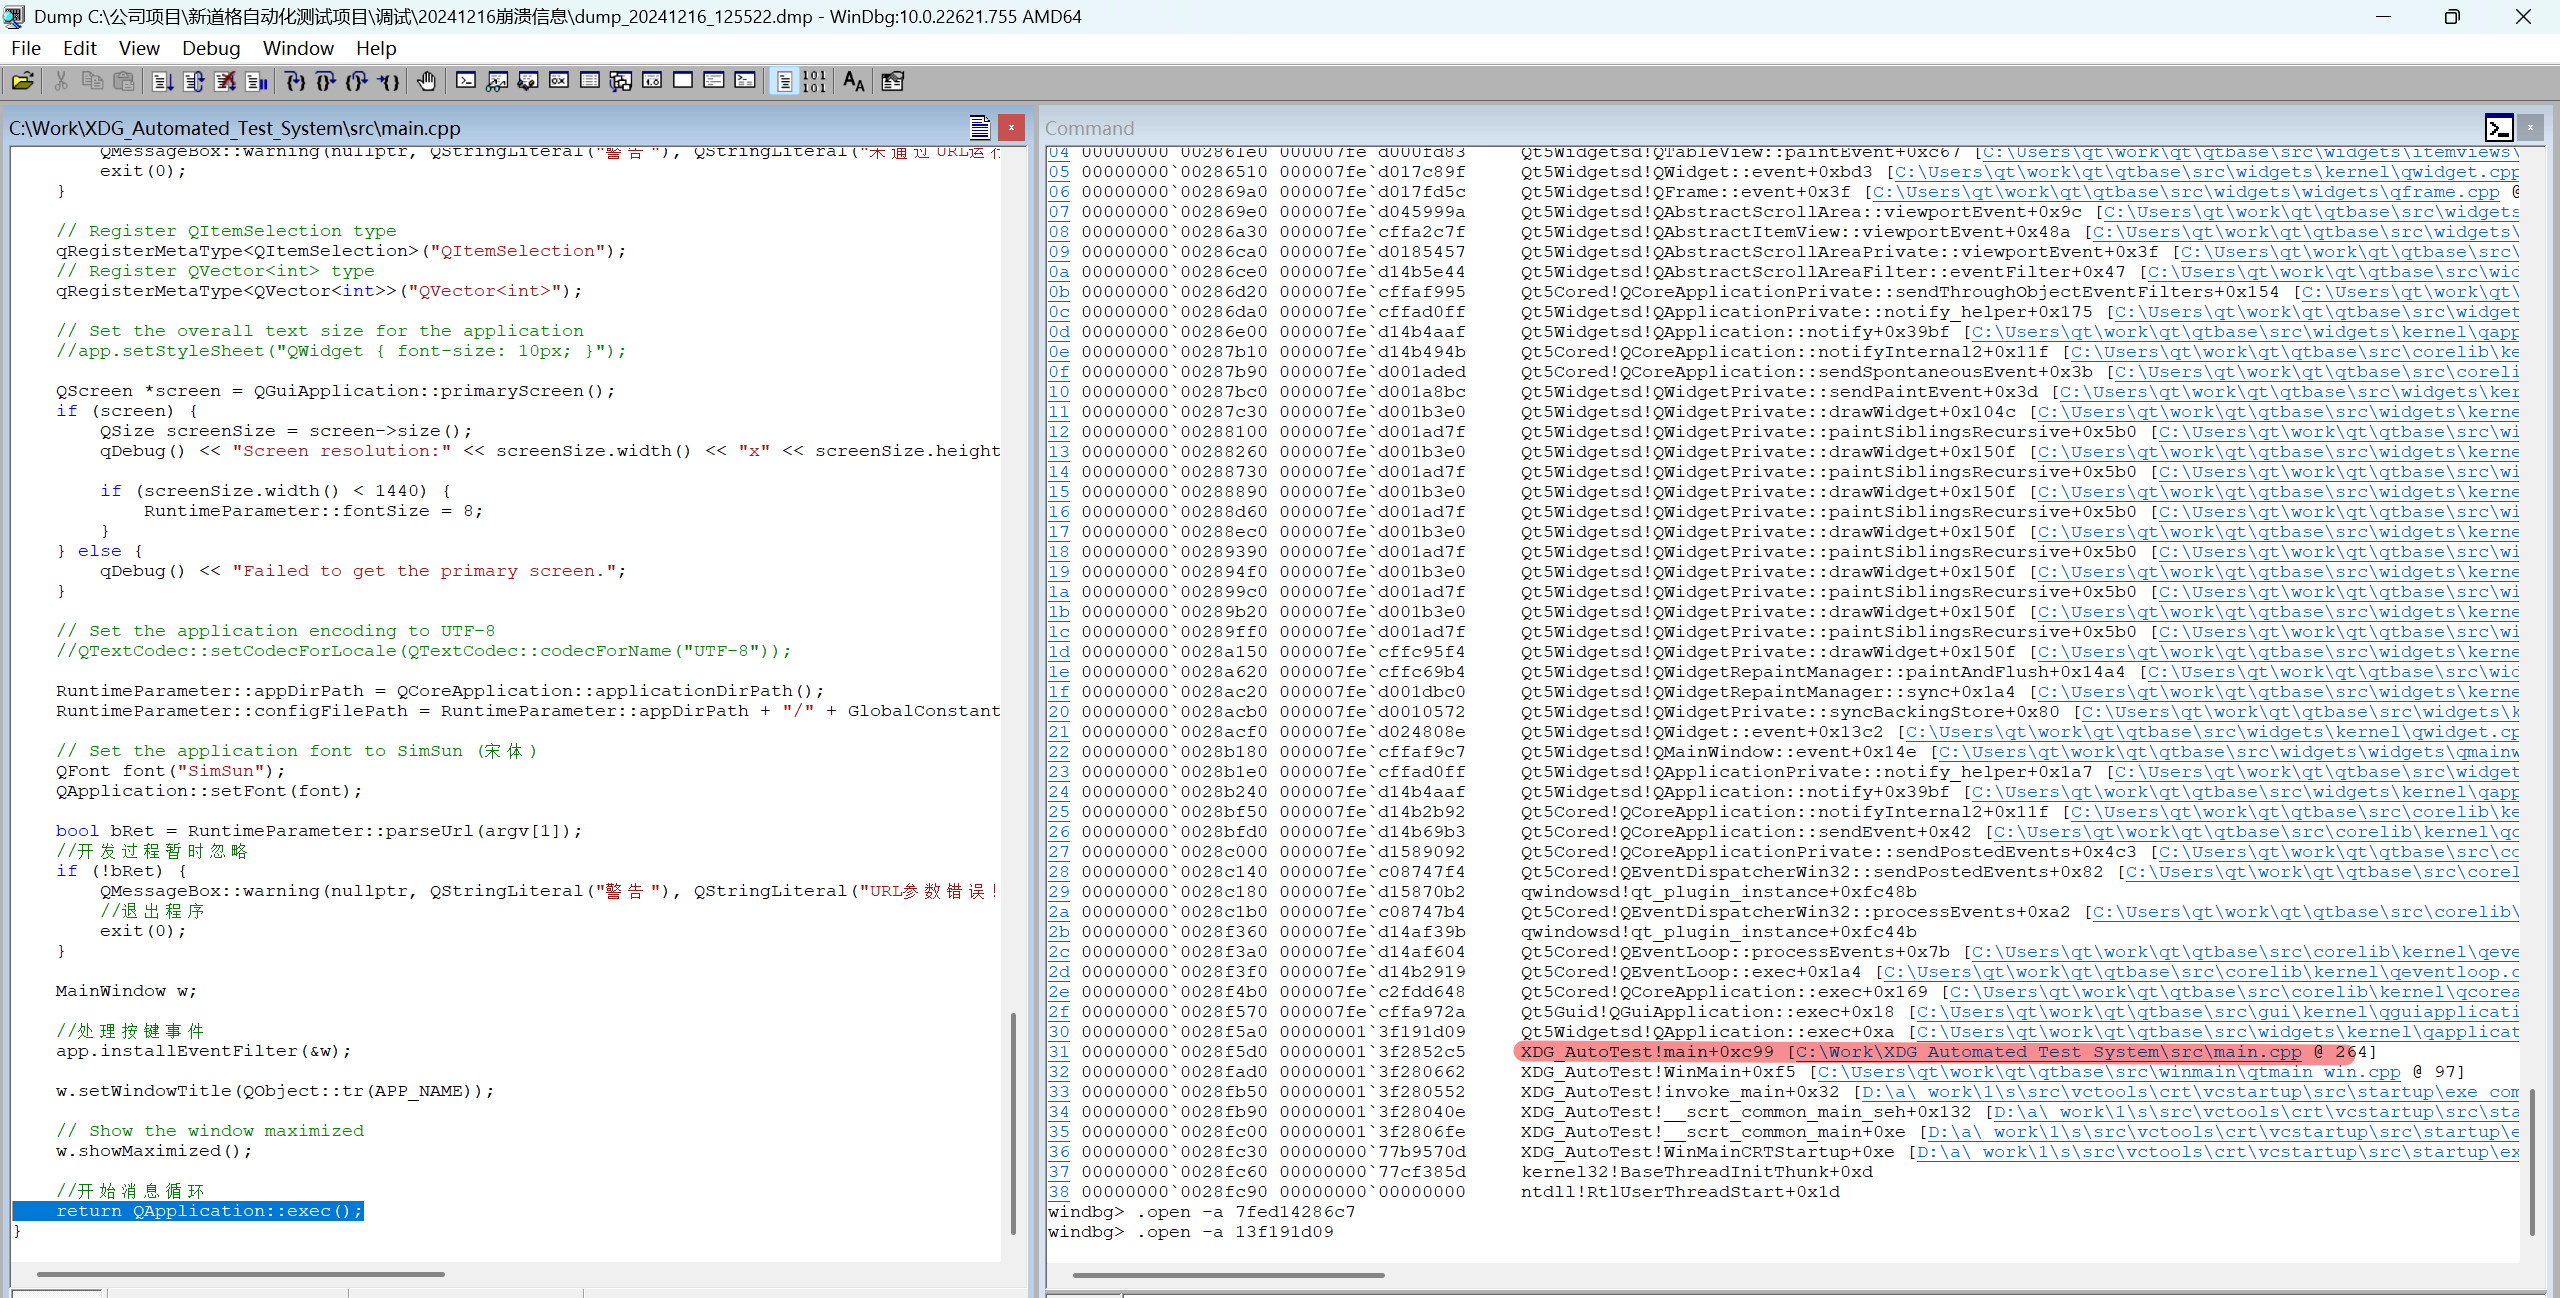 Dump C:\公司项目\新道格自动化测试项目\调试\20241216崩溃信息\dump_20241216_125522.dmp - WinDbg:10.0.22621.755 AMD64
File Edit View Debug Window Help
C:\Work\XDG_Automated_Test_System\src\main.cpp
QMessageBox::warning(nullptr, QStringLiteral("警告"), QStringLiteral("未通过URL运行
exit(0);
}
// Register QItemSelection type
qRegisterMetaType<QItemSelection>("QItemSelection");
// Register QVector<int> type
qRegisterMetaType<QVector<int>>("QVector<int>");
// Set the overall text size for the application
//app.setStyleSheet("QWidget { font-size: 10px; }");
QScreen *screen = QGuiApplication::primaryScreen();
if (screen) {
QSize screenSize = screen->size();
qDebug() << "Screen resolution:" << screenSize.width() << "x" << screenSize.height
if (screenSize.width() < 1440) {
RuntimeParameter::fontSize = 8;
}
} else {
qDebug() << "Failed to get the primary screen.";
}
// Set the application encoding to UTF-8
//QTextCodec::setCodecForLocale(QTextCodec::codecForName("UTF-8"));
RuntimeParameter::appDirPath = QCoreApplication::applicationDirPath();
RuntimeParameter::configFilePath = RuntimeParameter::appDirPath + "/" + GlobalConstant
// Set the application font to SimSun (宋体)
QFont font("SimSun");
QApplication::setFont(font);
bool bRet = RuntimeParameter::parseUrl(argv[1]);
//开发过程暂时忽略
if (!bRet) {
QMessageBox::warning(nullptr, QStringLiteral("警告"), QStringLiteral("URL参数错误!
//退出程序
exit(0);
}
MainWindow w;
//处理按键事件
app.installEventFilter(&w);
w.setWindowTitle(QObject::tr(APP_NAME));
// Show the window maximized
w.showMaximized();
//开始消息循环
return QApplication::exec();
}
Command
04 00000000`002861e0 000007fe`d000fd83 Qt5Widgetsd!QTableView::paintEvent+0xc67 [C:\Users\qt\work\qt\qtbase\src\widgets\itemviews\
05 00000000`00286510 000007fe`d017c89f Qt5Widgetsd!QWidget::event+0xbd3 [C:\Users\qt\work\qt\qtbase\src\widgets\kernel\qwidget.cpp
06 00000000`002869a0 000007fe`d017fd5c Qt5Widgetsd!QFrame::event+0x3f [C:\Users\qt\work\qt\qtbase\src\widgets\widgets\qframe.cpp @
07 00000000`002869e0 000007fe`d045999a Qt5Widgetsd!QAbstractScrollArea::viewportEvent+0x9c [C:\Users\qt\work\qt\qtbase\src\widgets
08 00000000`00286a30 000007fe`cffa2c7f Qt5Widgetsd!QAbstractItemView::viewportEvent+0x48a [C:\Users\qt\work\qt\qtbase\src\widgets\
09 00000000`00286ca0 000007fe`d0185457 Qt5Widgetsd!QAbstractScrollAreaPrivate::viewportEvent+0x3f [C:\Users\qt\work\qt\qtbase\src\
0a 00000000`00286ce0 000007fe`d14b5e44 Qt5Widgetsd!QAbstractScrollAreaFilter::eventFilter+0x47 [C:\Users\qt\work\qt\qtbase\src\wid
0b 00000000`00286d20 000007fe`cffaf995 Qt5Cored!QCoreApplicationPrivate::sendThroughObjectEventFilters+0x154 [C:\Users\qt\work\qt\
0c 00000000`00286da0 000007fe`cffad0ff Qt5Widgetsd!QApplicationPrivate::notify_helper+0x175 [C:\Users\qt\work\qt\qtbase\src\widget
0d 00000000`00286e00 000007fe`d14b4aaf Qt5Widgetsd!QApplication::notify+0x39bf [C:\Users\qt\work\qt\qtbase\src\widgets\kernel\qapp
0e 00000000`00287b10 000007fe`d14b494b Qt5Cored!QCoreApplication::notifyInternal2+0x11f [C:\Users\qt\work\qt\qtbase\src\corelib\ke
0f 00000000`00287b90 000007fe`d001aded Qt5Cored!QCoreApplication::sendSpontaneousEvent+0x3b [C:\Users\qt\work\qt\qtbase\src\coreli
10 00000000`00287bc0 000007fe`d001a8bc Qt5Widgetsd!QWidgetPrivate::sendPaintEvent+0x3d [C:\Users\qt\work\qt\qtbase\src\widgets\ker
11 00000000`00287c30 000007fe`d001b3e0 Qt5Widgetsd!QWidgetPrivate::drawWidget+0x104c [C:\Users\qt\work\qt\qtbase\src\widgets\kerne
12 00000000`00288100 000007fe`d001ad7f Qt5Widgetsd!QWidgetPrivate::paintSiblingsRecursive+0x5b0 [C:\Users\qt\work\qt\qtbase\src\wi
13 00000000`00288260 000007fe`d001b3e0 Qt5Widgetsd!QWidgetPrivate::drawWidget+0x150f [C:\Users\qt\work\qt\qtbase\src\widgets\kerne
14 00000000`00288730 000007fe`d001ad7f Qt5Widgetsd!QWidgetPrivate::paintSiblingsRecursive+0x5b0 [C:\Users\qt\work\qt\qtbase\src\wi
15 00000000`00288890 000007fe`d001b3e0 Qt5Widgetsd!QWidgetPrivate::drawWidget+0x150f [C:\Users\qt\work\qt\qtbase\src\widgets\kerne
16 00000000`00288d60 000007fe`d001ad7f Qt5Widgetsd!QWidgetPrivate::paintSiblingsRecursive+0x5b0 [C:\Users\qt\work\qt\qtbase\src\wi
17 00000000`00288ec0 000007fe`d001b3e0 Qt5Widgetsd!QWidgetPrivate::drawWidget+0x150f [C:\Users\qt\work\qt\qtbase\src\widgets\kerne
18 00000000`00289390 000007fe`d001ad7f Qt5Widgetsd!QWidgetPrivate::paintSiblingsRecursive+0x5b0 [C:\Users\qt\work\qt\qtbase\src\wi
19 00000000`002894f0 000007fe`d001b3e0 Qt5Widgetsd!QWidgetPrivate::drawWidget+0x150f [C:\Users\qt\work\qt\qtbase\src\widgets\kerne
1a 00000000`002899c0 000007fe`d001ad7f Qt5Widgetsd!QWidgetPrivate::paintSiblingsRecursive+0x5b0 [C:\Users\qt\work\qt\qtbase\src\wi
1b 00000000`00289b20 000007fe`d001b3e0 Qt5Widgetsd!QWidgetPrivate::drawWidget+0x150f [C:\Users\qt\work\qt\qtbase\src\widgets\kerne
1c 00000000`00289ff0 000007fe`d001ad7f Qt5Widgetsd!QWidgetPrivate::paintSiblingsRecursive+0x5b0 [C:\Users\qt\work\qt\qtbase\src\wi
1d 00000000`0028a150 000007fe`cffc95f4 Qt5Widgetsd!QWidgetPrivate::drawWidget+0x150f [C:\Users\qt\work\qt\qtbase\src\widgets\kerne
1e 00000000`0028a620 000007fe`cffc69b4 Qt5Widgetsd!QWidgetRepaintManager::paintAndFlush+0x14a4 [C:\Users\qt\work\qt\qtbase\src\wid
1f 00000000`0028ac20 000007fe`d001dbc0 Qt5Widgetsd!QWidgetRepaintManager::sync+0x1a4 [C:\Users\qt\work\qt\qtbase\src\widgets\kerne
20 00000000`0028acb0 000007fe`d0010572 Qt5Widgetsd!QWidgetPrivate::syncBackingStore+0x80 [C:\Users\qt\work\qt\qtbase\src\widgets\k
21 00000000`0028acf0 000007fe`d024808e Qt5Widgetsd!QWidget::event+0x13c2 [C:\Users\qt\work\qt\qtbase\src\widgets\kernel\qwidget.cp
22 00000000`0028b180 000007fe`cffaf9c7 Qt5Widgetsd!QMainWindow::event+0x14e [C:\Users\qt\work\qt\qtbase\src\widgets\widgets\qmainw
23 00000000`0028b1e0 000007fe`cffad0ff Qt5Widgetsd!QApplicationPrivate::notify_helper+0x1a7 [C:\Users\qt\work\qt\qtbase\src\widget
24 00000000`0028b240 000007fe`d14b4aaf Qt5Widgetsd!QApplication::notify+0x39bf [C:\Users\qt\work\qt\qtbase\src\widgets\kernel\qapp
25 00000000`0028bf50 000007fe`d14b2b92 Qt5Cored!QCoreApplication::notifyInternal2+0x11f [C:\Users\qt\work\qt\qtbase\src\corelib\ke
26 00000000`0028bfd0 000007fe`d14b69b3 Qt5Cored!QCoreApplication::sendEvent+0x42 [C:\Users\qt\work\qt\qtbase\src\corelib\kernel\qc
27 00000000`0028c000 000007fe`d1589092 Qt5Cored!QCoreApplicationPrivate::sendPostedEvents+0x4c3 [C:\Users\qt\work\qt\qtbase\src\co
28 00000000`0028c140 000007fe`c08747f4 Qt5Cored!QEventDispatcherWin32::sendPostedEvents+0x82 [C:\Users\qt\work\qt\qtbase\src\corel
29 00000000`0028c180 000007fe`d15870b2 qwindowsd!qt_plugin_instance+0xfc48b
2a 00000000`0028c1b0 000007fe`c08747b4 Qt5Cored!QEventDispatcherWin32::processEvents+0xa2 [C:\Users\qt\work\qt\qtbase\src\corelib\
2b 00000000`0028f360 000007fe`d14af39b qwindowsd!qt_plugin_instance+0xfc44b
2c 00000000`0028f3a0 000007fe`d14af604 Qt5Cored!QEventLoop::processEvents+0x7b [C:\Users\qt\work\qt\qtbase\src\corelib\kernel\qeve
2d 00000000`0028f3f0 000007fe`d14b2919 Qt5Cored!QEventLoop::exec+0x1a4 [C:\Users\qt\work\qt\qtbase\src\corelib\kernel\qeventloop.c
2e 00000000`0028f4b0 000007fe`c2fdd648 Qt5Cored!QCoreApplication::exec+0x169 [C:\Users\qt\work\qt\qtbase\src\corelib\kernel\qcorea
2f 00000000`0028f570 000007fe`cffa972a Qt5Guid!QGuiApplication::exec+0x18 [C:\Users\qt\work\qt\qtbase\src\gui\kernel\qguiapplicati
30 00000000`0028f5a0 00000001`3f191d09 Qt5Widgetsd!QApplication::exec+0xa [C:\Users\qt\work\qt\qtbase\src\widgets\kernel\qapplicat
31 00000000`0028f5d0 00000001`3f2852c5 XDG_AutoTest!main+0xc99 [C:\Work\XDG_Automated_Test_System\src\main.cpp @ 264]
32 00000000`0028fad0 00000001`3f280662 XDG_AutoTest!WinMain+0xf5 [C:\Users\qt\work\qt\qtbase\src\winmain\qtmain_win.cpp @ 97]
33 00000000`0028fb50 00000001`3f280552 XDG_AutoTest!invoke_main+0x32 [D:\a\_work\1\s\src\vctools\crt\vcstartup\src\startup\exe_com
34 00000000`0028fb90 00000001`3f28040e XDG_AutoTest!__scrt_common_main_seh+0x132 [D:\a\_work\1\s\src\vctools\crt\vcstartup\src\sta
35 00000000`0028fc00 00000001`3f2806fe XDG_AutoTest!__scrt_common_main+0xe [D:\a\_work\1\s\src\vctools\crt\vcstartup\src\startup\e
36 00000000`0028fc30 00000000`77b9570d XDG_AutoTest!WinMainCRTStartup+0xe [D:\a\_work\1\s\src\vctools\crt\vcstartup\src\startup\ex
37 00000000`0028fc60 00000000`77cf385d kernel32!BaseThreadInitThunk+0xd
38 00000000`0028fc90 00000000`00000000 ntdll!RtlUserThreadStart+0x1d
windbg> .open -a 7fed14286c7
windbg> .open -a 13f191d09